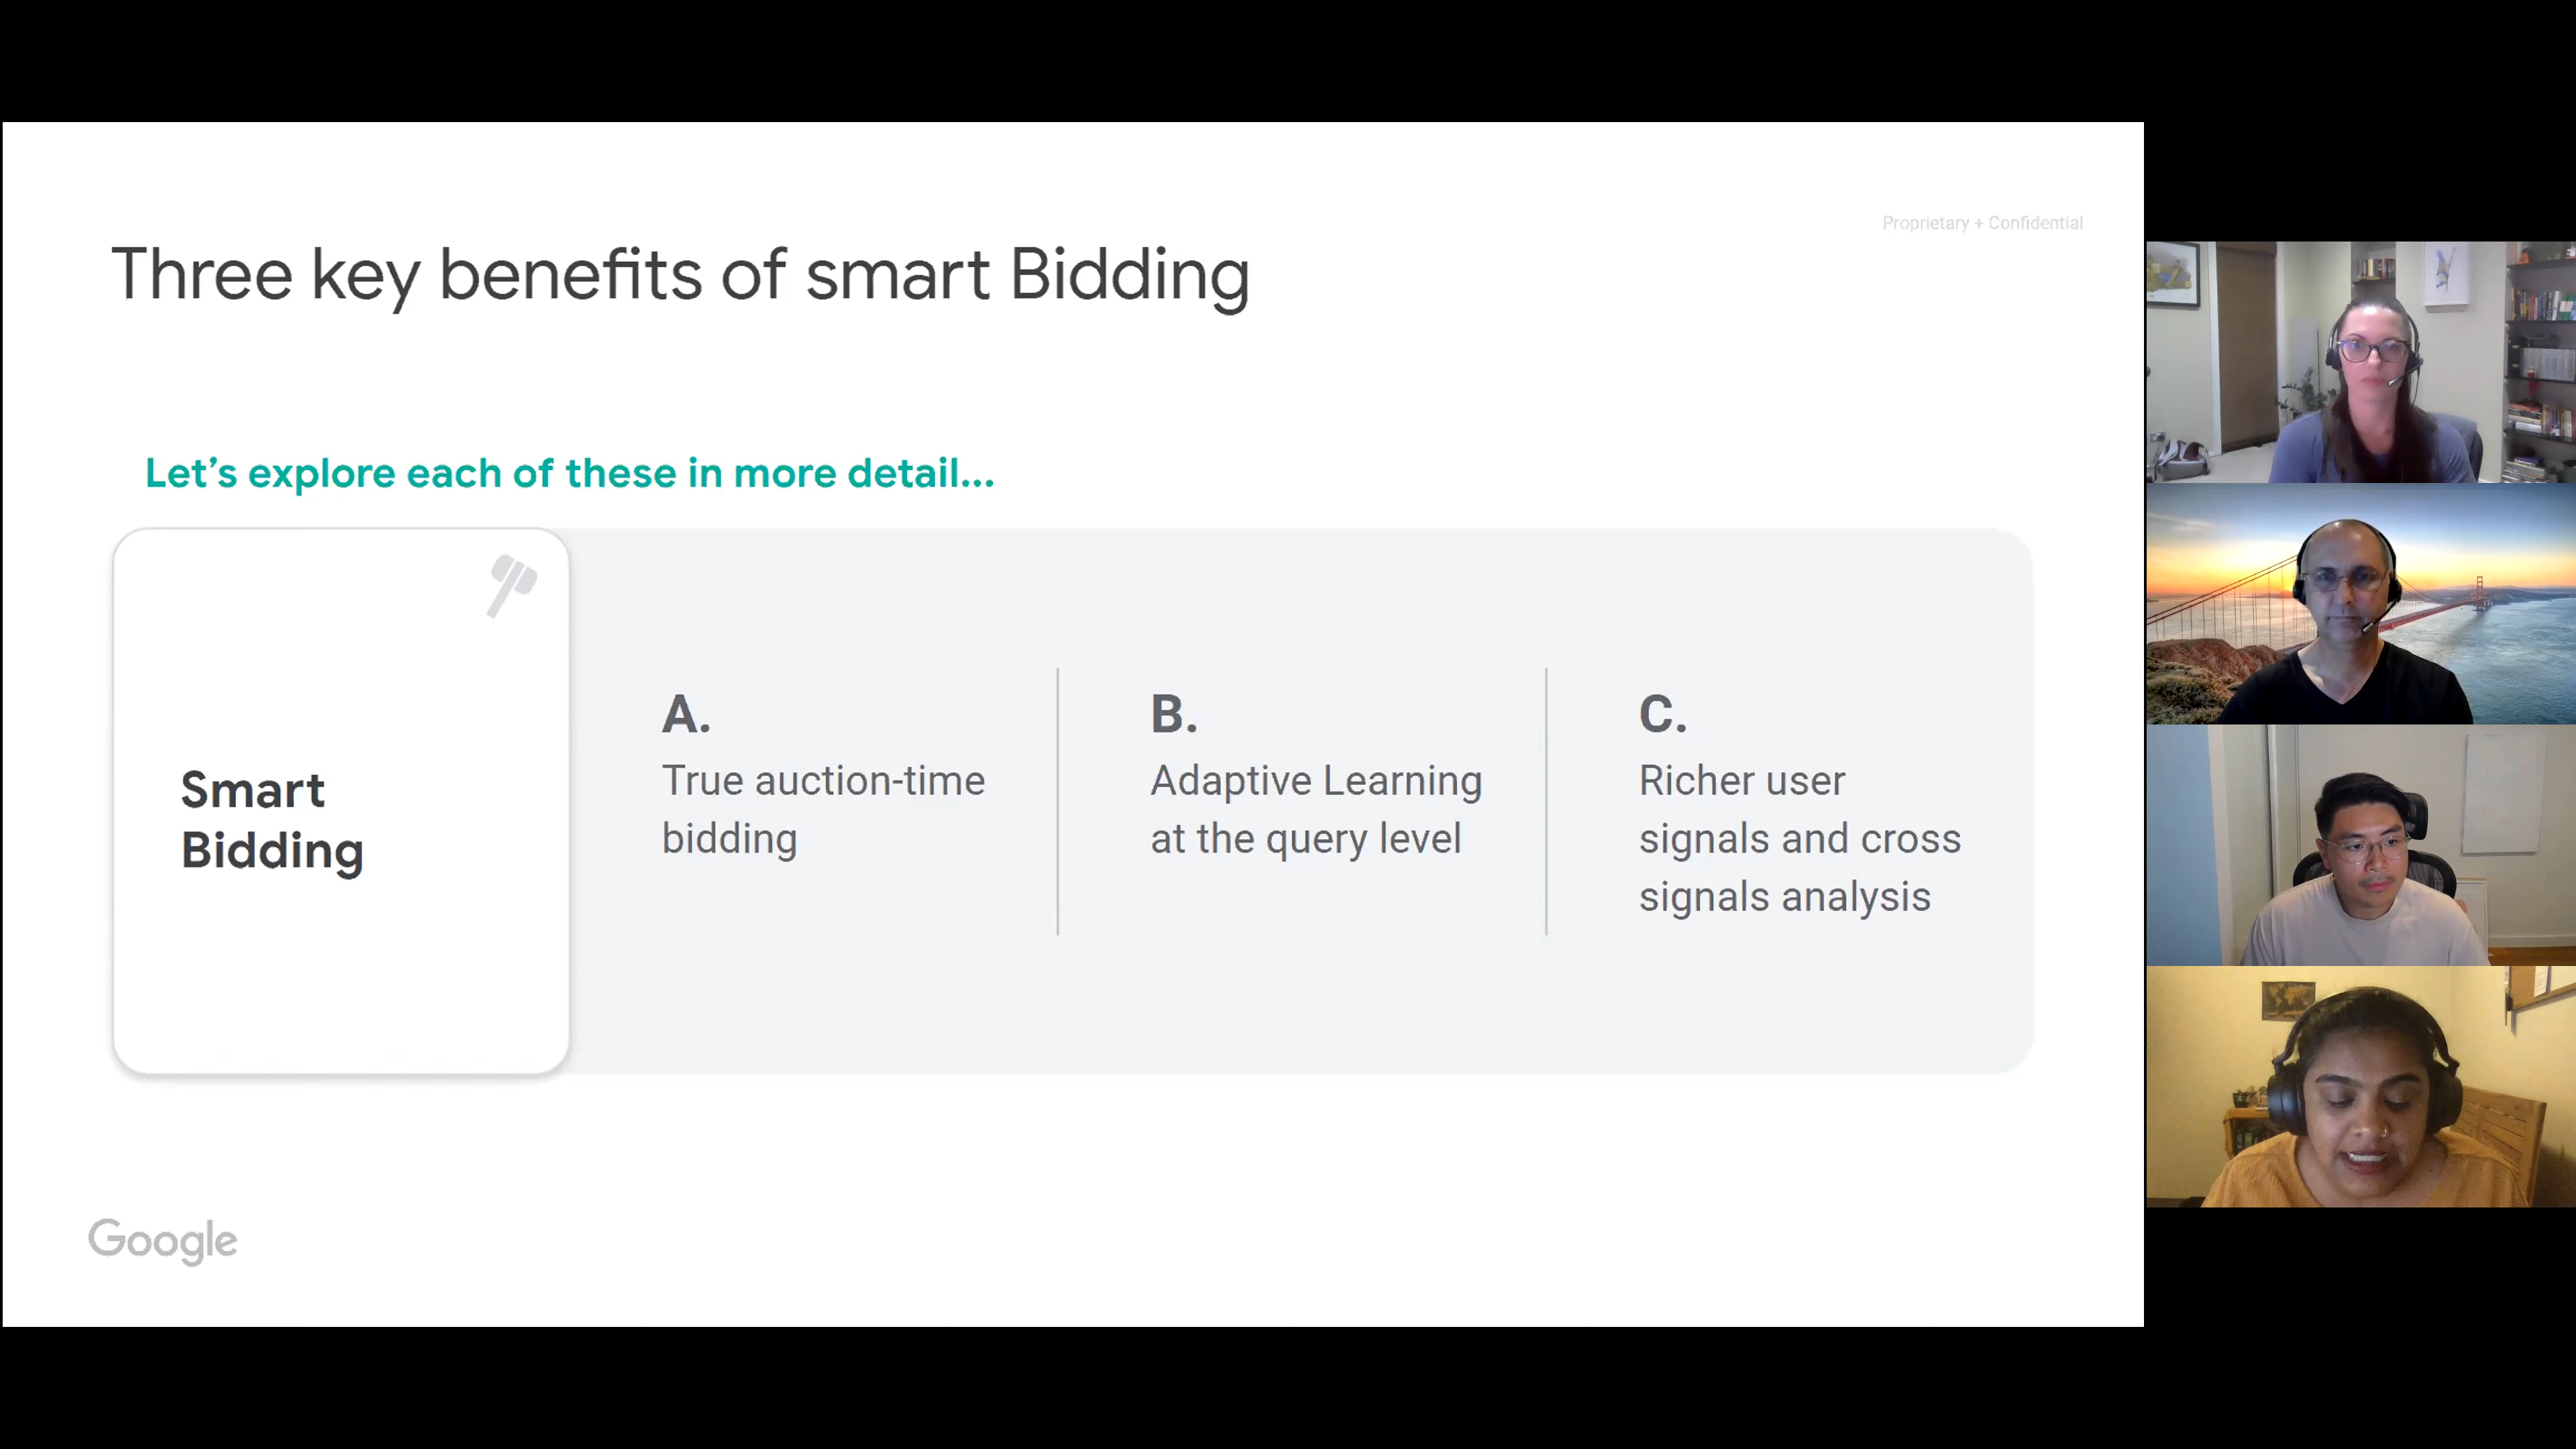 Proprietary + Confidential
Three key benefits of smart Bidding
Let's explore each of these in more detail...
Smart
Bidding
A.
True auction-time
bidding
B.
Adaptive Learning
at the query level
C.
Richer user
signals and cross
signals analysis
Google